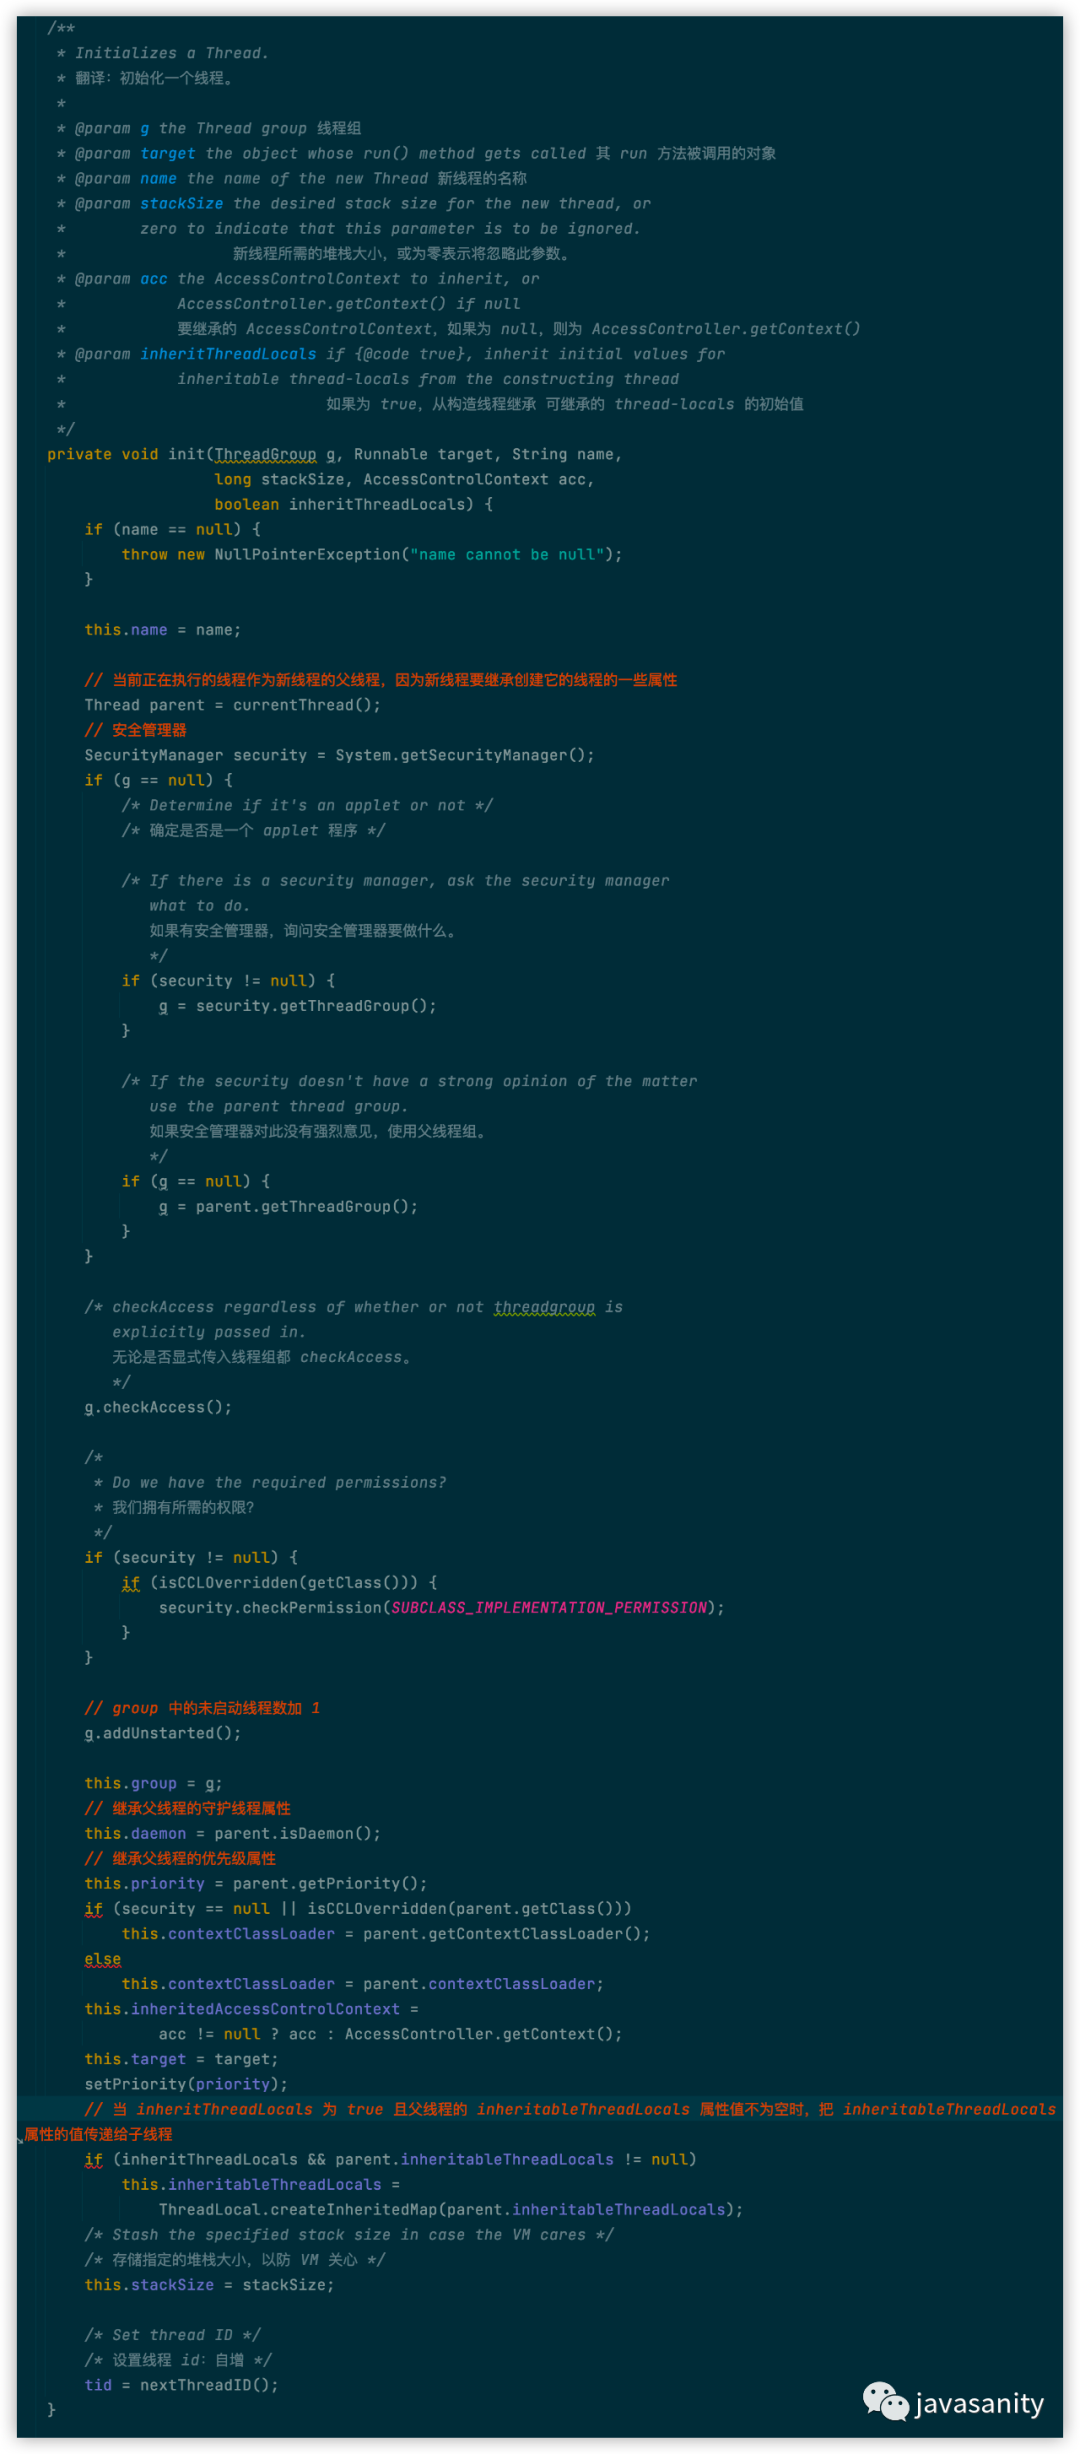 /**
 * Initializes a Thread.
 * 翻译：初始化一个线程。
 *
 * @param g the Thread group 线程组
 * @param target the object whose run() method gets called 其 run 方法被调用的对象
 * @param name the name of the new Thread 新线程的名称
 * @param stackSize the desired stack size for the new thread, or
 *        zero to indicate that this parameter is to be ignored.
 *                  新线程所需的堆栈大小，或为零表示将忽略此参数。
 * @param acc the AccessControlContext to inherit, or
 *            AccessController.getContext() if null
 *            要继承的 AccessControlContext，如果为 null，则为 AccessController.getContext()
 * @param inheritThreadLocals if {@code true}, inherit initial values for
 *            inheritable thread-locals from the constructing thread
 *                            如果为 true，从构造线程继承 可继承的 thread-locals 的初始值
 */
private void init(ThreadGroup g, Runnable target, String name,
                  long stackSize, AccessControlContext acc,
                  boolean inheritThreadLocals) {
    if (name == null) {
        throw new NullPointerException("name cannot be null");
    }

    this.name = name;

    // 当前正在执行的线程作为新线程的父线程，因为新线程要继承创建它的线程的一些属性
    Thread parent = currentThread();
    // 安全管理器
    SecurityManager security = System.getSecurityManager();
    if (g == null) {
        /* Determine if it's an applet or not */
        /* 确定是否是一个 applet 程序 */

        /* If there is a security manager, ask the security manager
           what to do.
           如果有安全管理器，询问安全管理器要做什么。
           */
        if (security != null) {
            g = security.getThreadGroup();
        }

        /* If the security doesn't have a strong opinion of the matter
           use the parent thread group.
           如果安全管理器对此没有强烈意见，使用父线程组。
           */
        if (g == null) {
            g = parent.getThreadGroup();
        }
    }

    /* checkAccess regardless of whether or not threadgroup is
       explicitly passed in.
       无论是否显式传入线程组都 checkAccess。
       */
    g.checkAccess();

    /*
     * Do we have the required permissions?
     * 我们拥有所需的权限？
     */
    if (security != null) {
        if (isCCLOverridden(getClass())) {
            security.checkPermission(SUBCLASS_IMPLEMENTATION_PERMISSION);
        }
    }

    // group 中的未启动线程数加 1
    g.addUnstarted();

    this.group = g;
    // 继承父线程的守护线程属性
    this.daemon = parent.isDaemon();
    // 继承父线程的优先级属性
    this.priority = parent.getPriority();
    if (security == null || isCCLOverridden(parent.getClass()))
        this.contextClassLoader = parent.getContextClassLoader();
    else
        this.contextClassLoader = parent.contextClassLoader;
    this.inheritedAccessControlContext =
            acc != null ? acc : AccessController.getContext();
    this.target = target;
    setPriority(priority);
    // 当 inheritThreadLocals 为 true 且父线程的 inheritableThreadLocals 属性值不为空时，把 inheritableThreadLocals
属性的值传递给子线程
    if (inheritThreadLocals && parent.inheritableThreadLocals != null)
        this.inheritableThreadLocals =
            ThreadLocal.createInheritedMap(parent.inheritableThreadLocals);
    /* Stash the specified stack size in case the VM cares */
    /* 存储指定的堆栈大小，以防 VM 关心 */
    this.stackSize = stackSize;

    /* Set thread ID */
    /* 设置线程 id：自增 */
    tid = nextThreadID();
}
javasanity